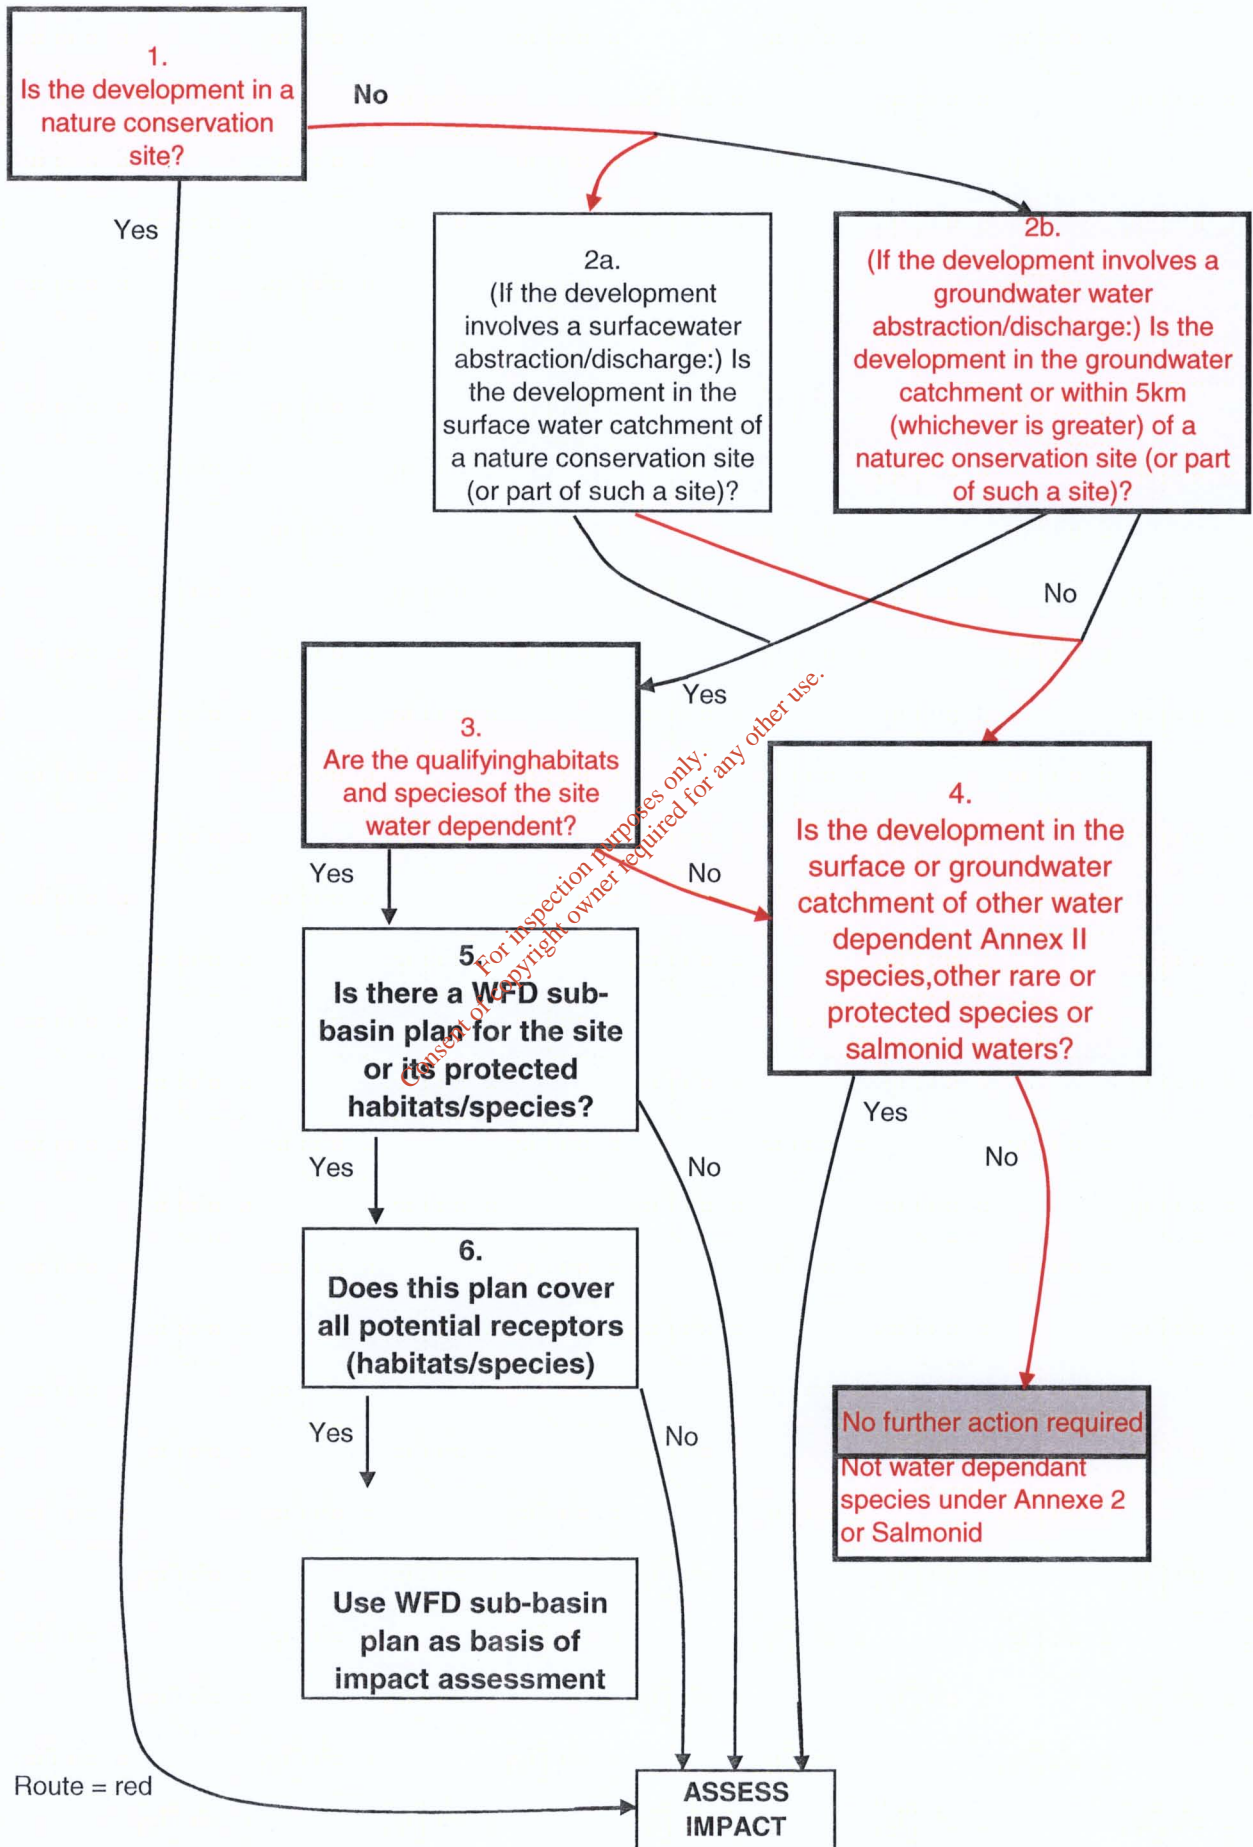 1.
Is the development in a
nature conservation
site?
No
Yes
2a.
(If the development
involves a surfacewater
abstraction/discharge:) Is
the development in the
surface water catchment of
a nature conservation site
(or part of such a site)?
2b.
(If the development involves a
groundwater water
abstraction/discharge:) Is the
development in the groundwater
catchment or within 5km
(whichever is greater) of a
naturec onservation site (or part
of such a site)?
No
Yes
3.
Are the qualifyinghabitats
and speciesof the site
water dependent?
Yes
No
4.
Is the development in the
surface or groundwater
catchment of other water
dependent Annex II
species,other rare or
protected species or
salmonid waters?
For inspection purposes only.
Consent of copyright owner required for any other use.
5.
Is there a WFD sub-
basin plan for the site
or its protected
habitats/species?
Yes
No
Yes
No
6.
Does this plan cover
all potential receptors
(habitats/species)
Yes
No
No further action required
Not water dependant
species under Annexe 2
or Salmonid
Use WFD sub-basin
plan as basis of
impact assessment
Route = red
ASSESS
IMPACT